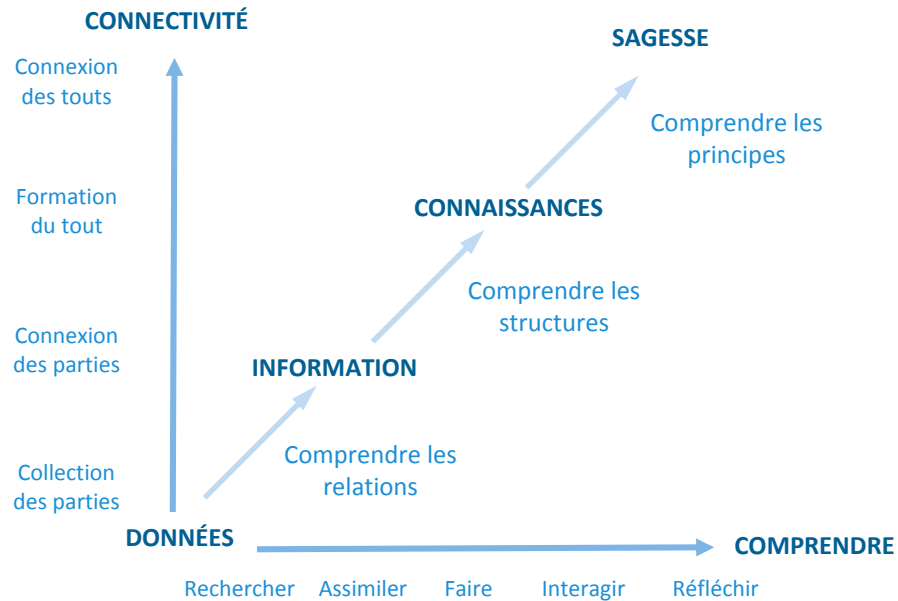 CONNECTIVITÉ
SAGESSE
Connexion
des touts
Comprendre les
principes
Formation
du tout
CONNAISSANCES
Comprendre les
structures
Connexion
des parties
INFORMATION
Comprendre les
relations
Collection
des parties
DONNÉES
COMPRENDRE
Rechercher Assimiler Faire Interagir Réfléchir